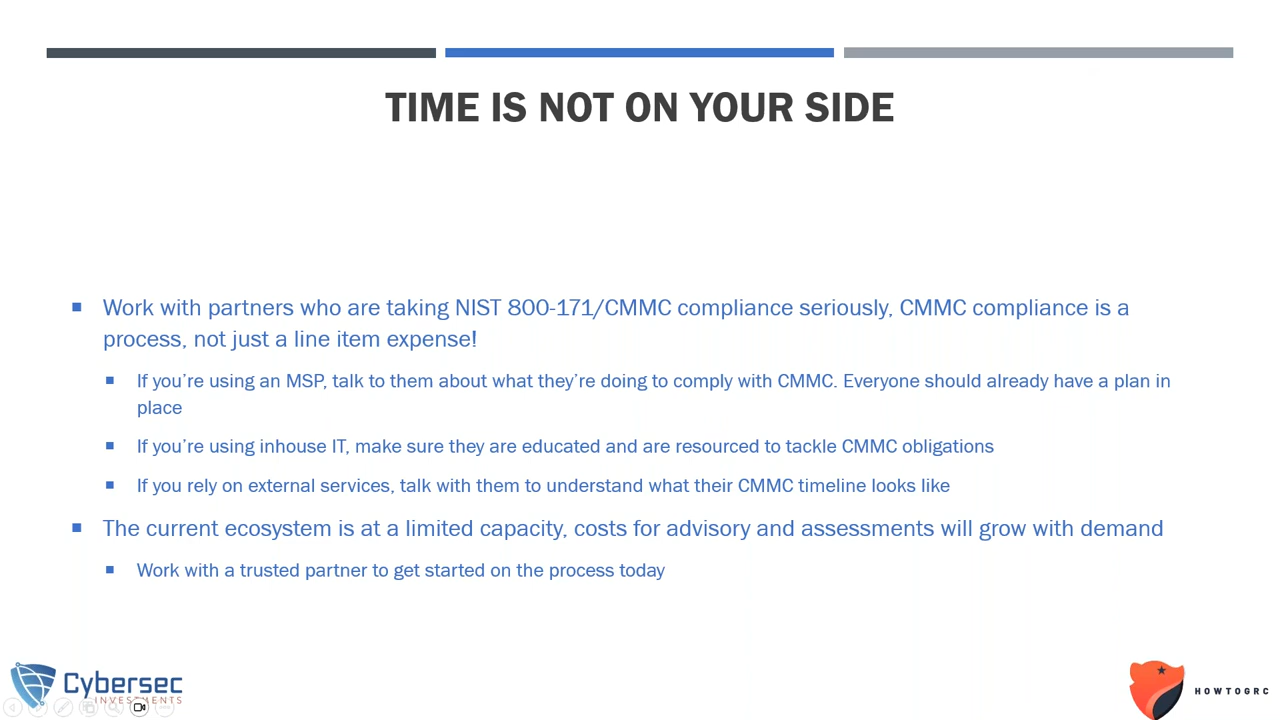 TIME IS NOT ON YOUR SIDE
Work with partners who are taking NIST 800-171/CMMC compliance seriously, CMMC compliance is a
process, not just a line item expense!
If you’re using an MSP, talk to them about what they’re doing to comply with CMMC. Everyone should already have a plan in
place
If you’re using inhouse IT, make sure they are educated and are resourced to tackle CMMC obligations
If you rely on external services, talk with them to understand what their CMMC timeline looks like
The current ecosystem is at a limited capacity, costs for advisory and assessments will grow with demand
Work with a trusted partner to get started on the process today
Cybersec
INVESTMENTS
HOWTOGRC